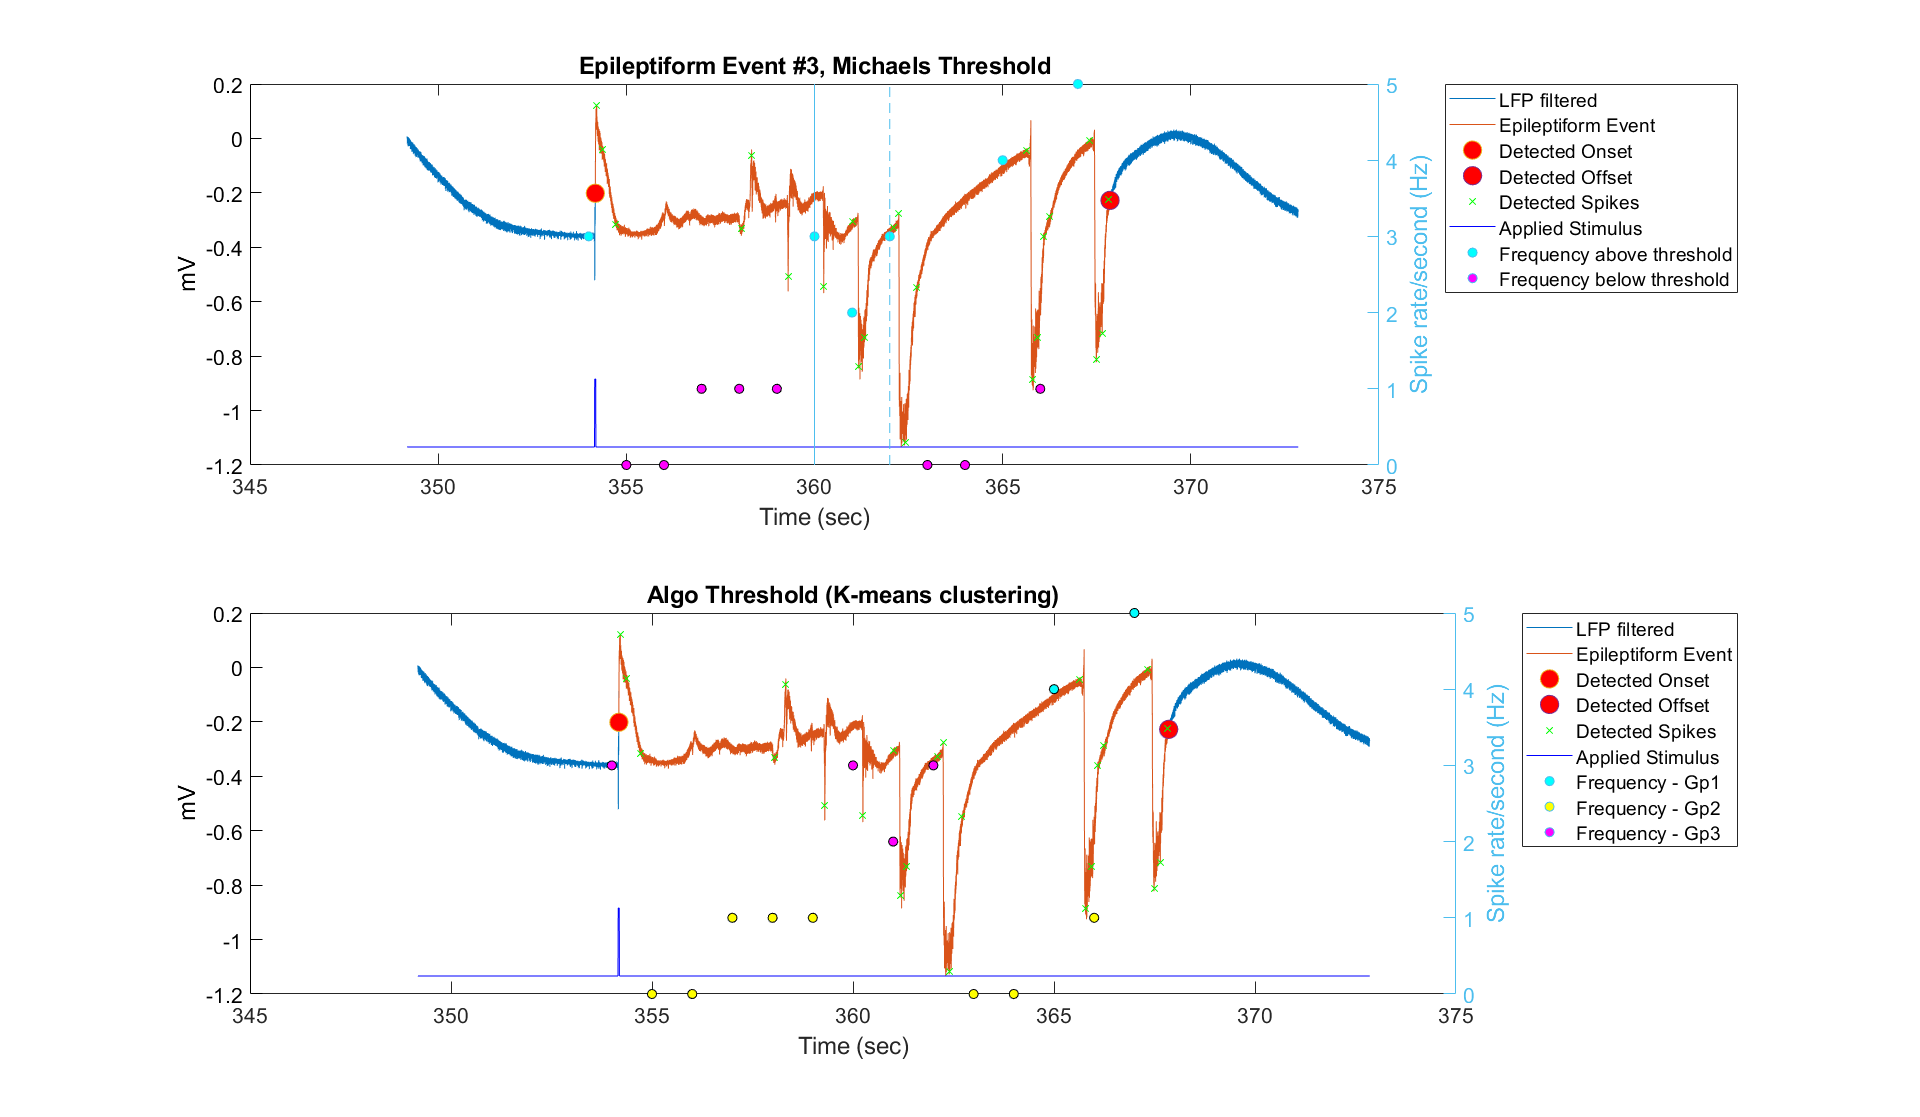 Epileptiform Event #3, Michaels Threshold
0.2
0
-0.2
-0.4
-0.6
-0.8
-1
-1.2
mV
345
350
355
360
365
370
375
Time (sec)
5
4
3
2
1
0
Spike rate/second (Hz)
LFP filtered
Epileptiform Event
Detected Onset
Detected Offset
Detected Spikes
Applied Stimulus
Frequency above threshold
Frequency below threshold
Algo Threshold (K-means clustering)
0.2
0
-0.2
-0.4
-0.6
-0.8
-1
-1.2
mV
345
350
355
360
365
370
375
Time (sec)
5
4
3
2
1
0
Spike rate/second (Hz)
LFP filtered
Epileptiform Event
Detected Onset
Detected Offset
Detected Spikes
Applied Stimulus
Frequency - Gp1
Frequency - Gp2
Frequency - Gp3